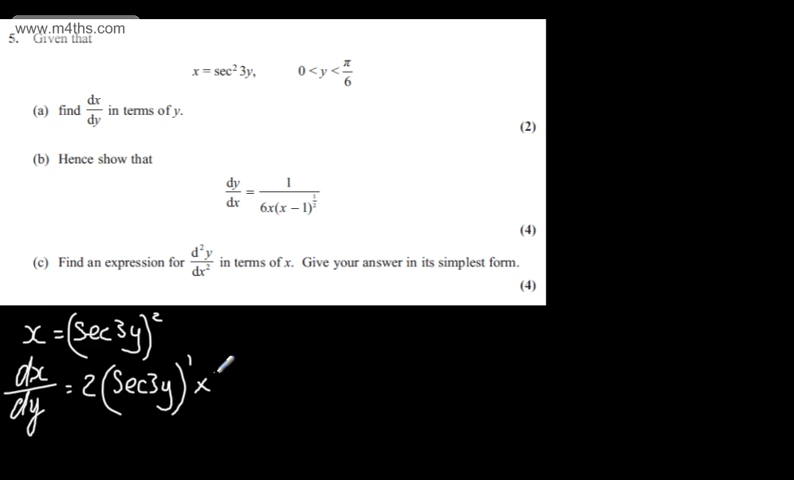 www.m4ths.com
5. Given that
x = sec² 3y, 0 < y < π/6
(a) find dx/dy in terms of y.
(2)
(b) Hence show that
dy/dx = 1/(6x(x – 1)^(1/2))
(4)
(c) Find an expression for d²y/dx² in terms of x. Give your answer in its simplest form.
(4)
x = (sec3y)²
dx/dy = 2(sec3y)¹ x